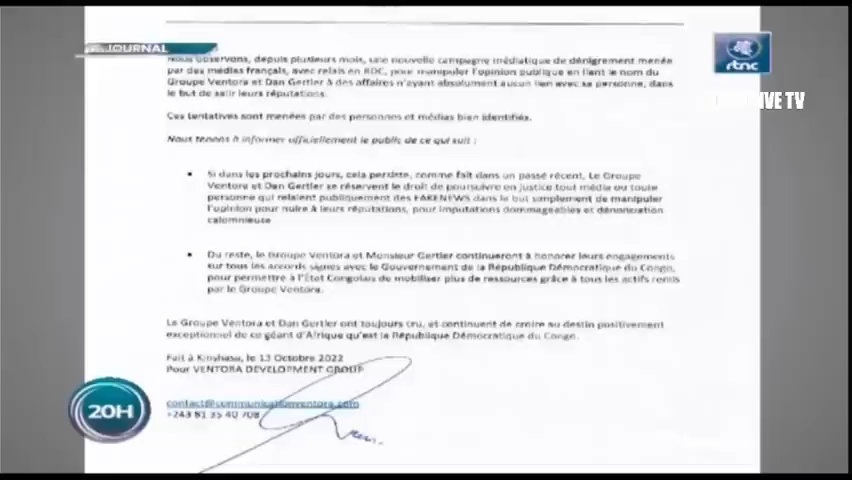 JOURNAL
rtnc
TV
Nous observons, depuis plusieurs mois, une nouvelle campagne médiatique de dénigrement menée
par des médias français, avec relais en RDC, pour manipuler l'opinion publique en liant le nom du
Groupe Ventora et Dan Gertler à des affaires n'ayant absolument aucun lien avec sa personne, dans
le but de salir leurs réputations.
Ces tentatives sont menées par des personnes et médias bien identifiés.
Nous tenons à informer officiellement le public de ce qui suit :
• Si dans les prochains jours, cela persiste, comme fait dans un passé récent, Le Groupe
Ventora et Dan Gertler se réservent le droit de poursuivre en justice tout média ou toute
personne qui relaient publiquement des FAKENEWS dans le but simplement de manipuler
l'opinion pour nuire à leurs réputations, pour imputations dommageables et dénonciation
calomnieuse
• Du reste, le Groupe Ventora et Monsieur Gertler continueront à honorer leurs engagements
sur tous les accords signés avec le Gouvernement de la République Démocratique du Congo,
pour permettre à l'État Congolais de mobiliser plus de ressources grâce à tous les actifs remis
par le Groupe Ventora.
Le Groupe Ventora et Dan Gertler ont toujours cru, et continuent de croire au destin positivement
exceptionnel de ce géant d'Afrique qu'est la République Démocratique du Congo.
Fait à Kinshasa, le 13 Octobre 2022
Pour VENTORA DEVELOPMENT GROUP
contact@communicationventora.com
+243 81 35 40 708
20H